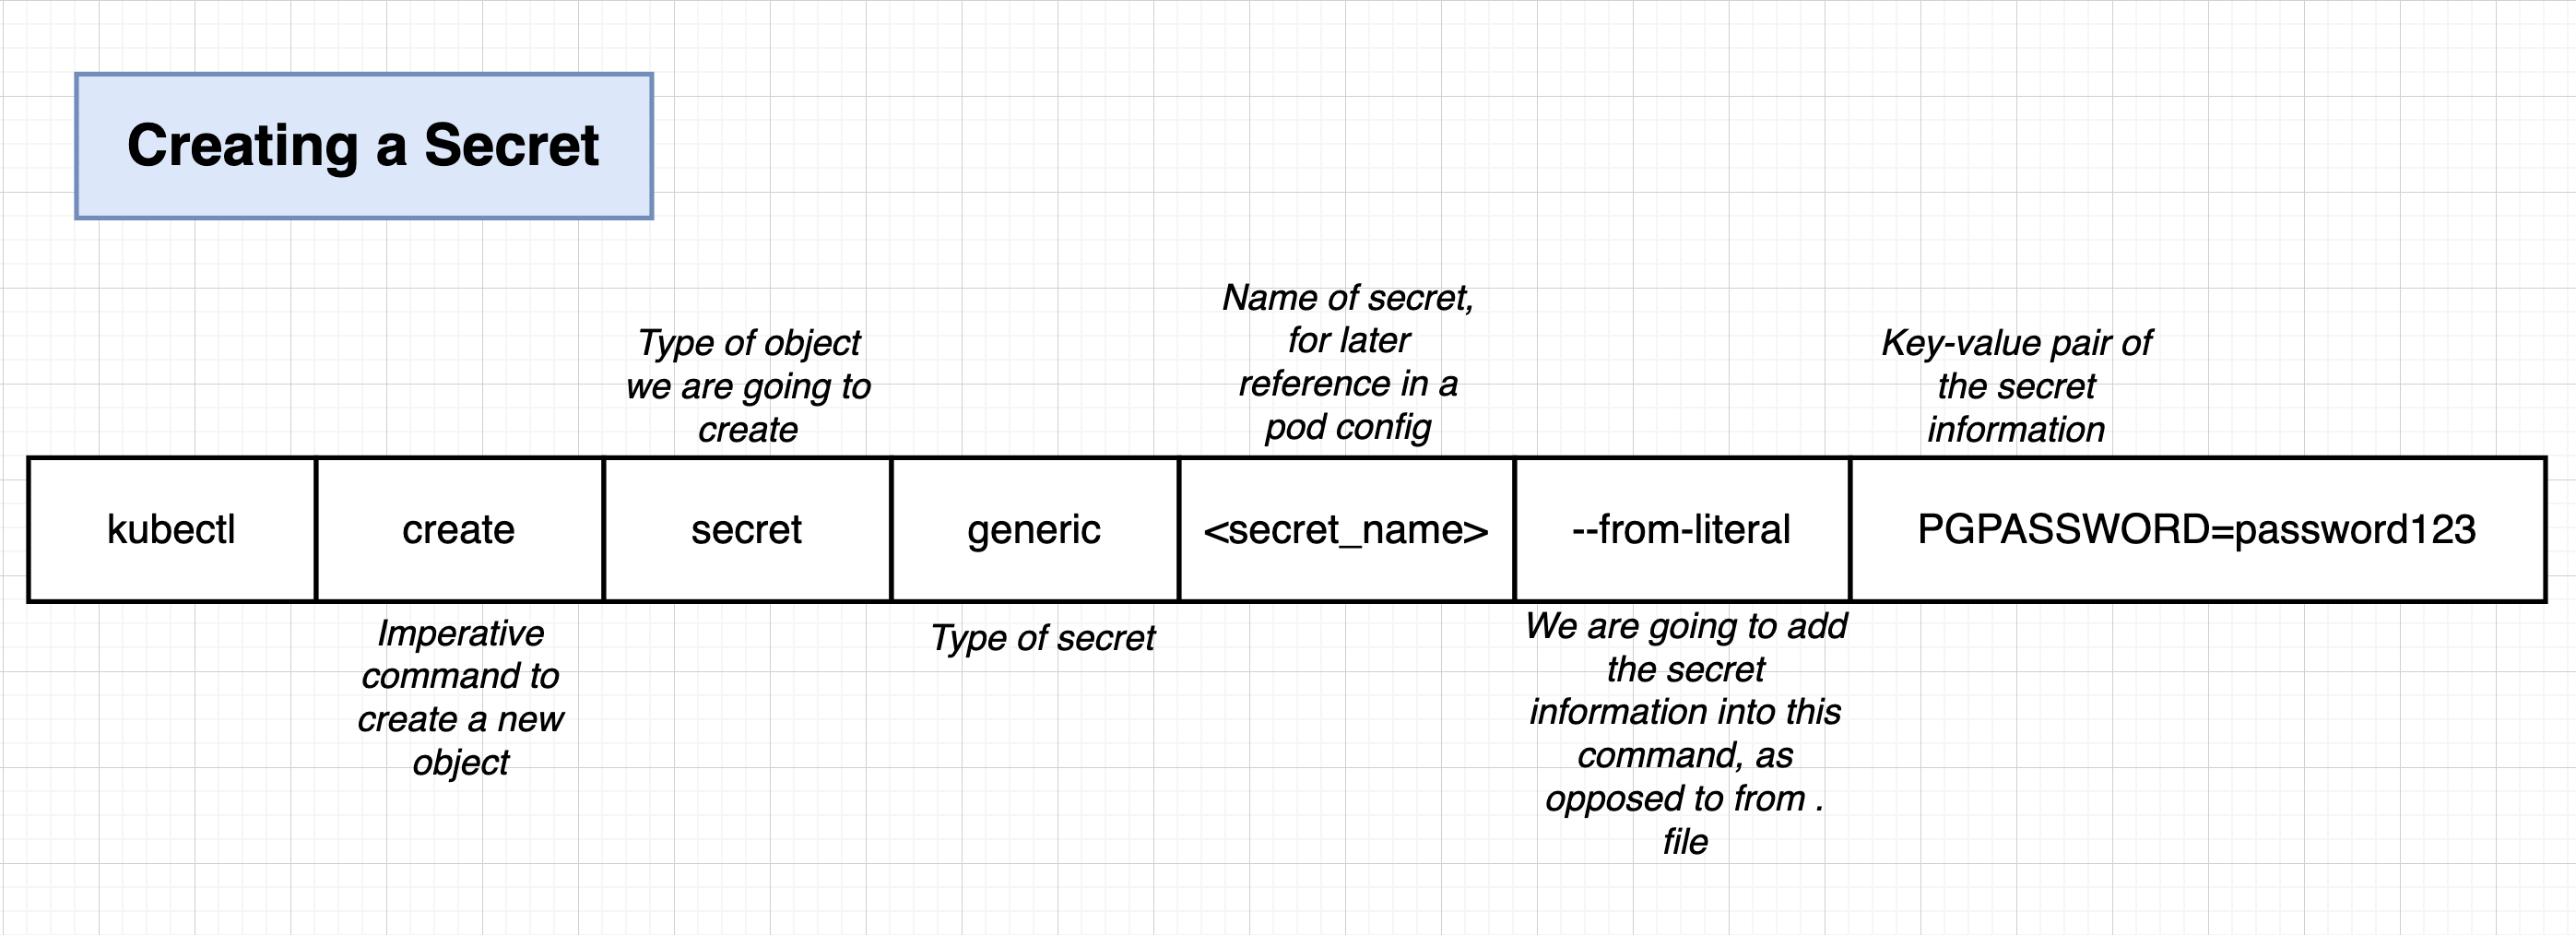 Creating a Secret
Type of object
we are going to
create
Name of secret,
for later
reference in a
pod config
Key-value pair of
the secret
information
kubectl
create
secret
generic
<secret_name>
--from-literal
PGPASSWORD=password123
Imperative
command to
create a new
object
Type of secret
We are going to add
the secret
information into this
command, as
opposed to from .
file